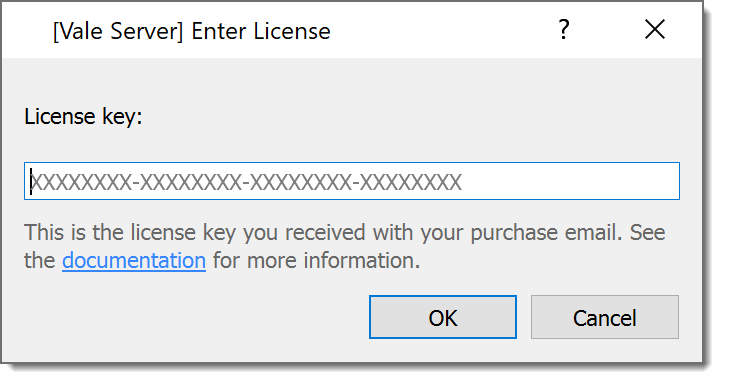 [Vale Server] Enter License ?
License key:
XXXXXXXX-XXXXXXXX-XXXXXXXX-XXXXXXXX
This is the license key you received with your purchase email. See
the documentation for more information.
OK Cancel